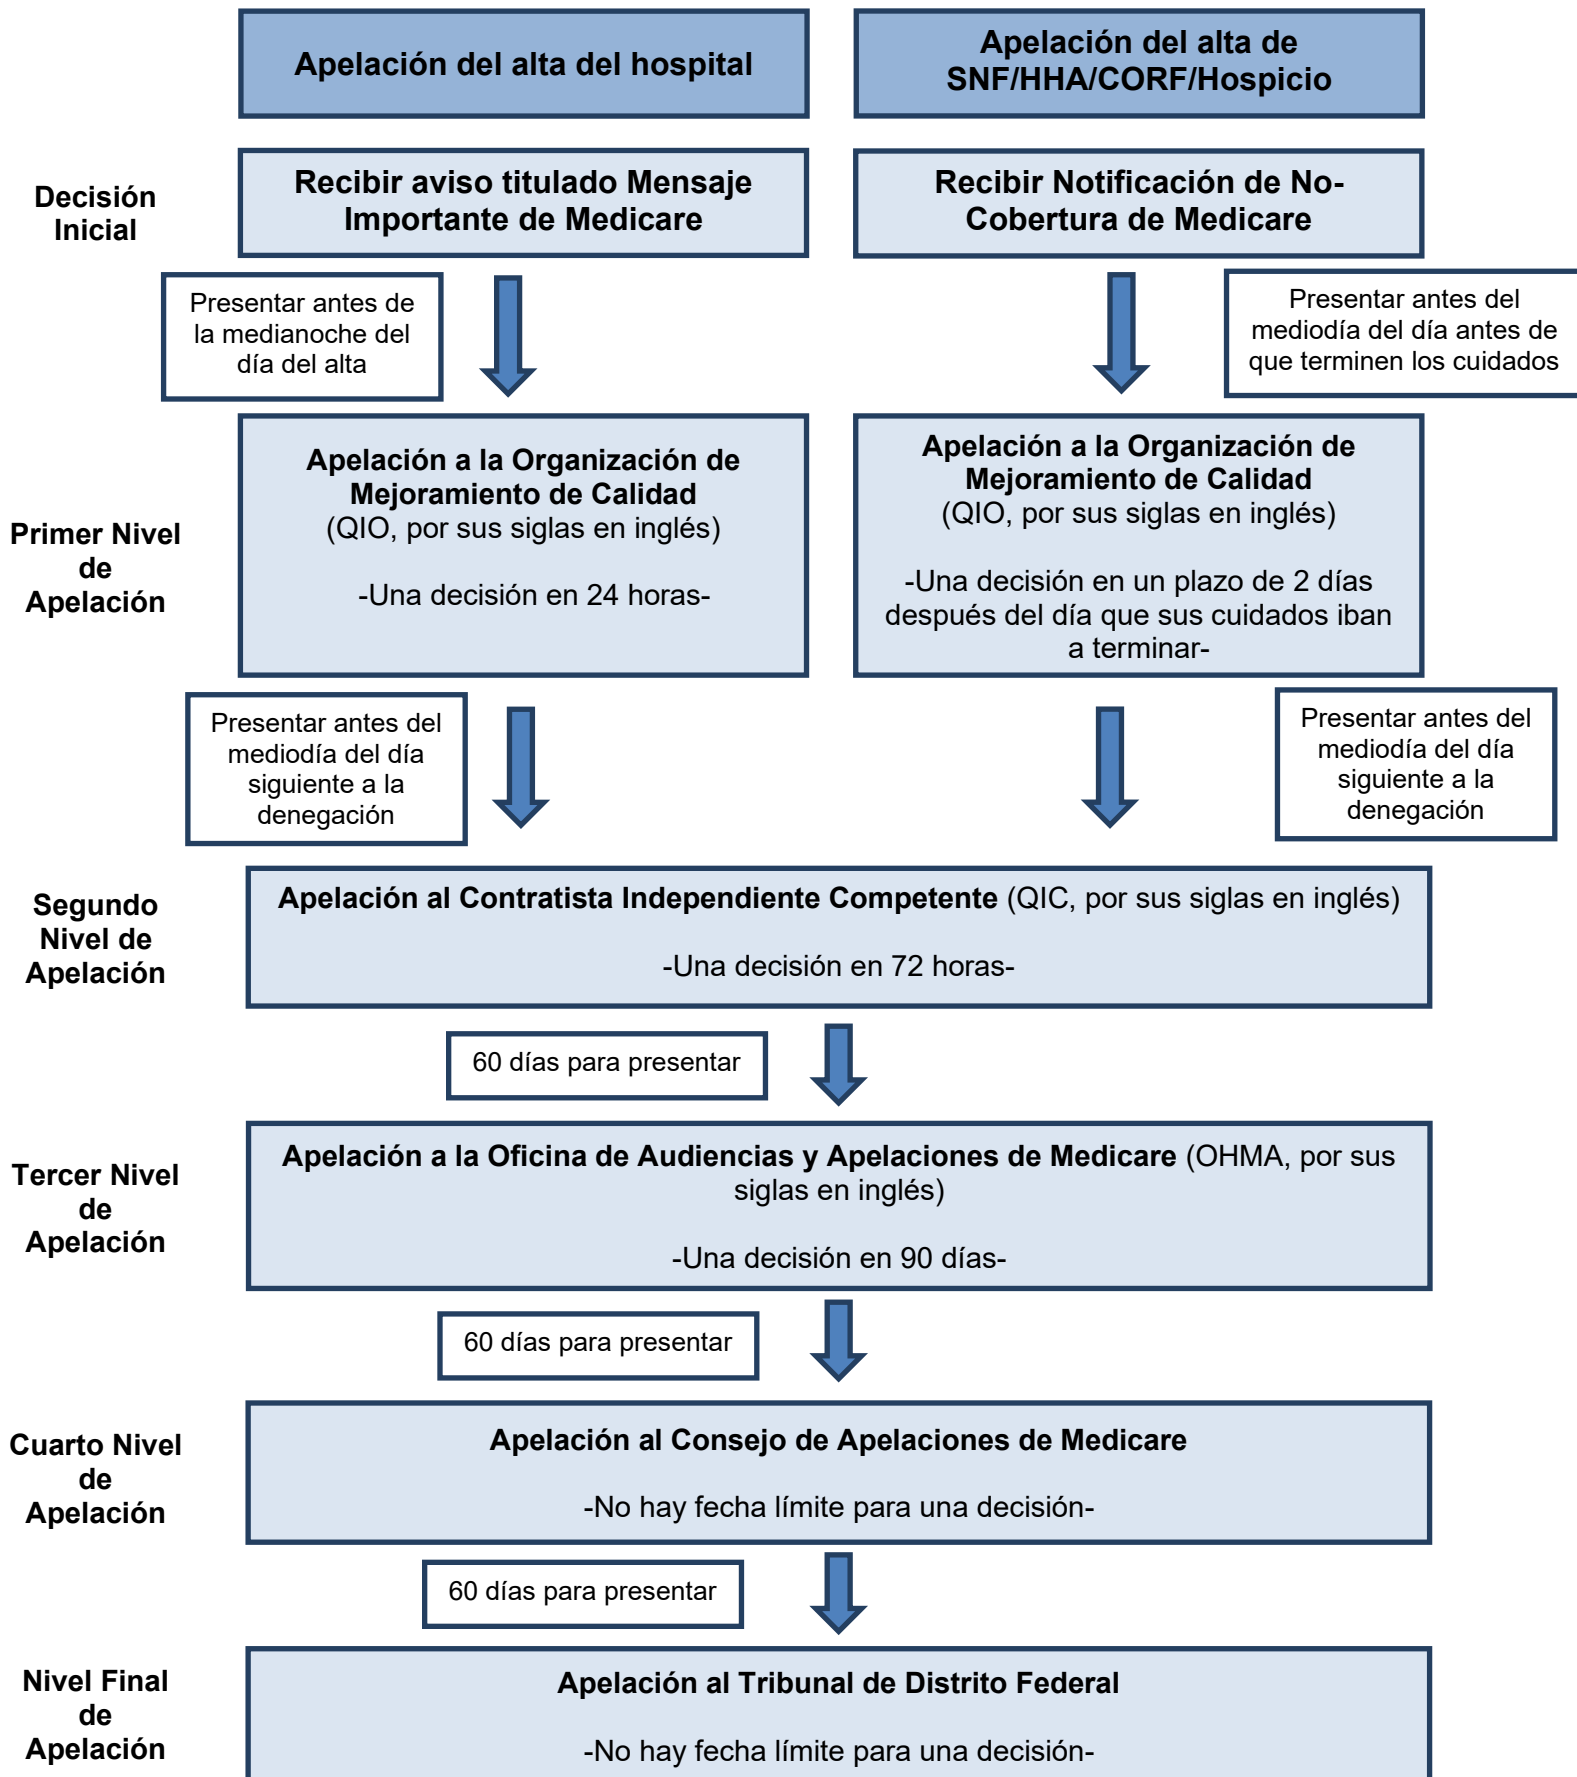 Apelación del alta del hospital
Apelación del alta de
SNF/HHA/CORF/Hospicio
Decisión
Inicial
Recibir aviso titulado Mensaje
Importante de Medicare
Recibir Notificación de No-
Cobertura de Medicare
Presentar antes de
la medianoche del
día del alta
Presentar antes del
mediodía del día antes de
que terminen los cuidados
Primer Nivel
de
Apelación
Apelación a la Organización de
Mejoramiento de Calidad
(QIO, por sus siglas en inglés)
-Una decisión en 24 horas-
Apelación a la Organización de
Mejoramiento de Calidad
(QIO, por sus siglas en inglés)
-Una decisión en un plazo de 2 días
después del día que sus cuidados iban
a terminar-
Presentar antes del
mediodía del día
siguiente a la
denegación
Presentar antes del
mediodía del día
siguiente a la
denegación
Segundo
Nivel de
Apelación
Apelación al Contratista Independiente Competente (QIC, por sus siglas en inglés)
-Una decisión en 72 horas-
60 días para presentar
Tercer Nivel
de
Apelación
Apelación a la Oficina de Audiencias y Apelaciones de Medicare (OHMA, por sus
siglas en inglés)
-Una decisión en 90 días-
60 días para presentar
Cuarto Nivel
de
Apelación
Apelación al Consejo de Apelaciones de Medicare
-No hay fecha límite para una decisión-
60 días para presentar
Nivel Final
de
Apelación
Apelación al Tribunal de Distrito Federal
-No hay fecha límite para una decisión-